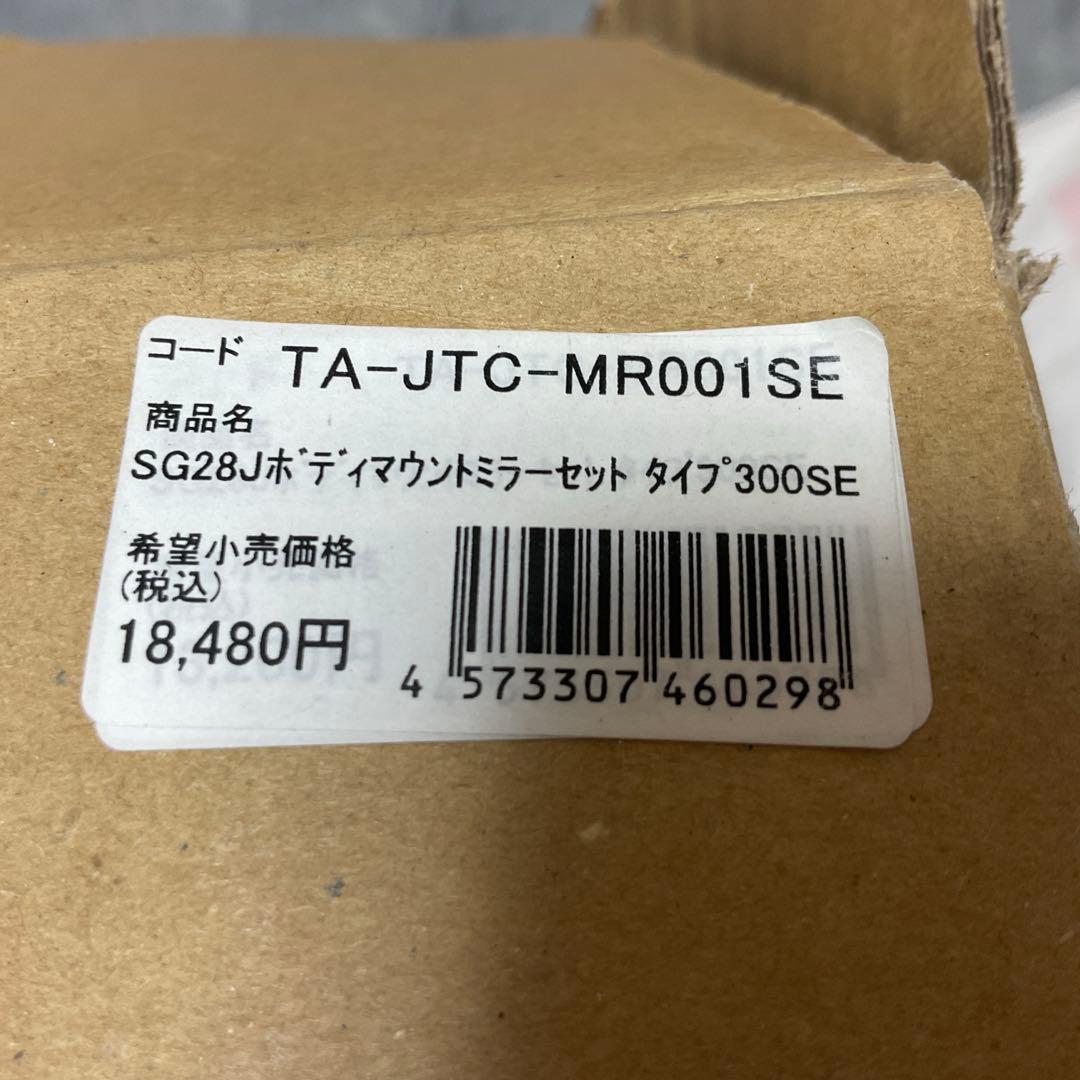 コード TA-JTC-MR001SE
商品名
SG28Jボディマウントミラーセット タイプ300SE
希望小売価格
(税込)
18,480円
4 573307 460298